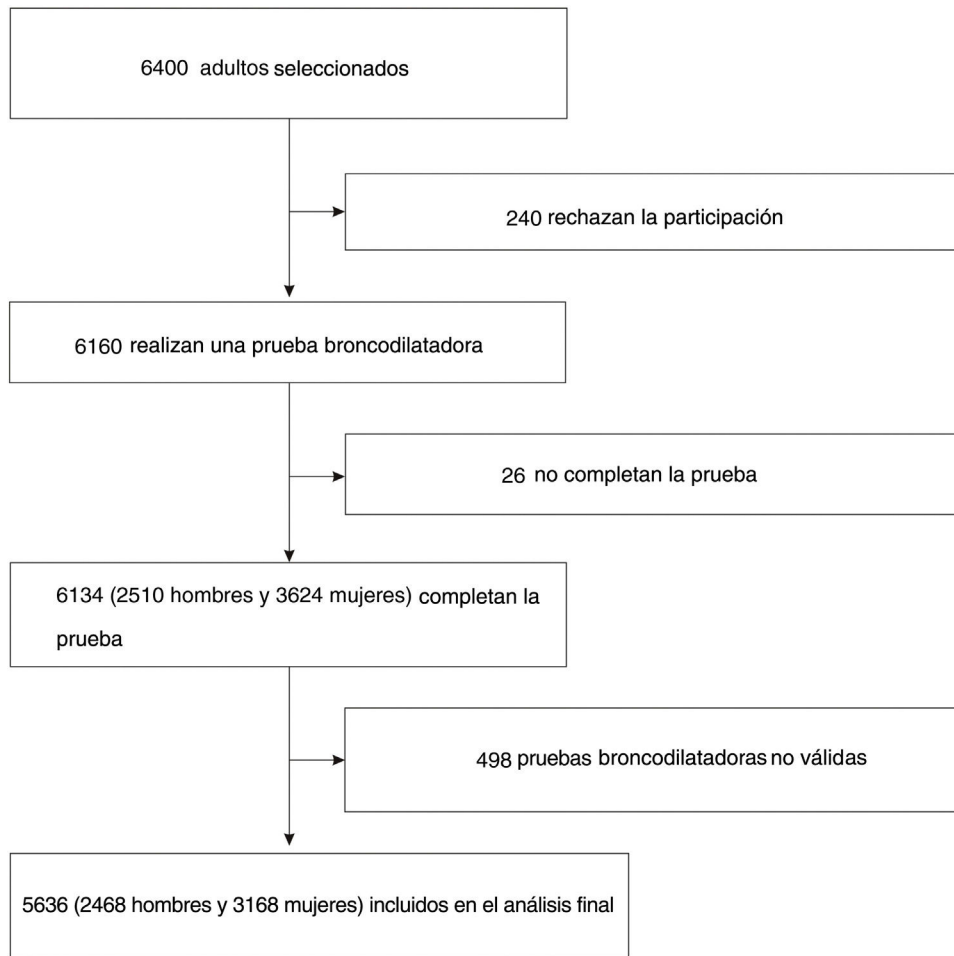 6400 adultos seleccionados
240 rechazan la participación
6160 realizan una prueba broncodilatadora
26 no completan la prueba
6134 (2510 hombres y 3624 mujeres) completan la
prueba
498 pruebas broncodilatadoras no válidas
5636 (2468 hombres y 3168 mujeres) incluidos en el análisis final